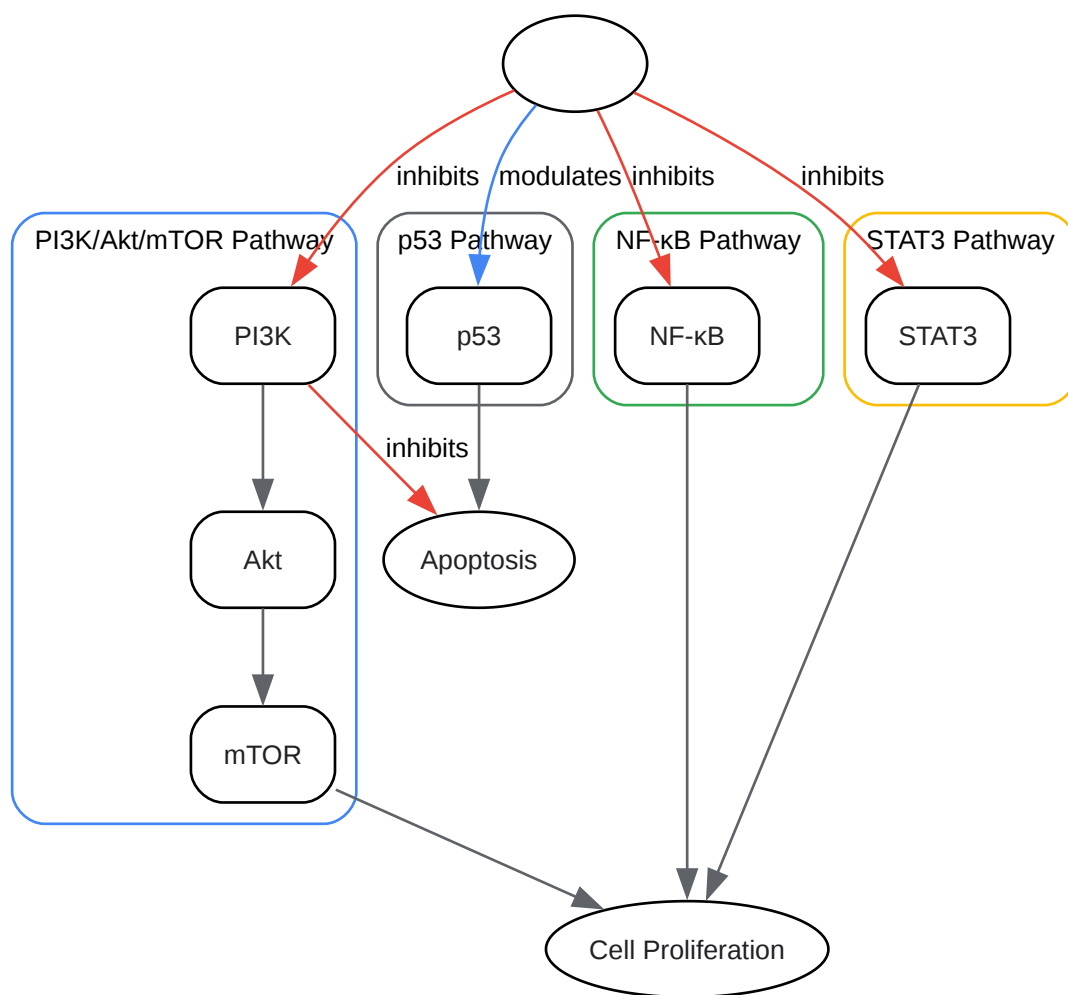 inhibits
modulates
inhibits
inhibits
PI3K/Akt/mTOR Pathway
p53 Pathway
NF-κB Pathway
STAT3 Pathway
PI3K
p53
NF-κB
STAT3
inhibits
Akt
Apoptosis
mTOR
Cell Proliferation